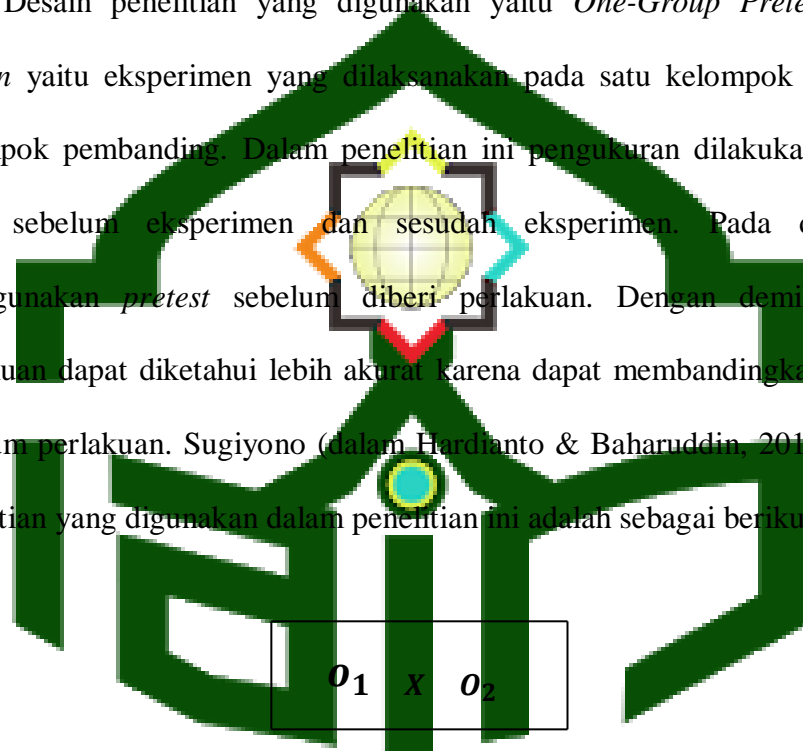 Desain penelitian yang digunakan yaitu One-Group Prete
n yaitu eksperimen yang dilaksanakan pada satu kelompok
pok pembanding. Dalam penelitian ini pengukuran dilakuka
sebelum eksperimen dan sesudah eksperimen. Pada
gunakan pretest sebelum diberi perlakuan. Dengan demi
uan dapat diketahui lebih akurat karena dapat membandingka
um perlakuan. Sugiyono (dalam Hardianto & Baharuddin, 201
tian yang digunakan dalam penelitian ini adalah sebagai beriku
O₁ X O₂